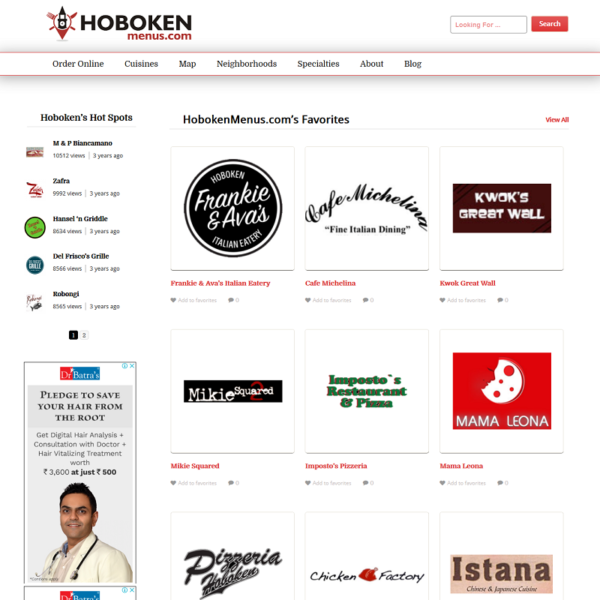 HOBOKEN
menus.com
Looking For ...
Search
Order Online Cuisines Map Neighborhoods Specialties About Blog
Hoboken's Hot Spots
M & P Biancamano
10512 views 3 years ago
Zafra
9992 views 3 years ago
Hansel 'n Griddle
8634 views 3 years ago
Del Frisco's Grille
8566 views 3 years ago
Robongi
8565 views 3 years ago
1 2
Dr Batra's
PLEDGE TO SAVE
YOUR HAIR FROM
THE ROOT
Get Digital Hair Analysis +
Consultation with Doctor +
Hair Vitalizing Treatment
worth
₹ 3,600 at just ₹ 500
Dr Batra's
HobokenMenus.com's Favorites
View All
HOBOKEN
Frankie
& Ava's
ITALIAN EATERY
Cafe Michelina
"Fine Italian Dining"
KWOK'S
GREAT WALL
Frankie & Ava's Italian Eatery
Add to favorites 0
Cafe Michelina
Add to favorites 0
Kwok Great Wall
Add to favorites 0
Mikie Squared 2
Imposto`s
Restaurant
& Pizza
MAMA LEONA
Mikie Squared
Add to favorites 0
Imposto's Pizzeria
Add to favorites 0
Mama Leona
Add to favorites 0
Pizzeria
Hoboken
Chicken Factory
Istana
Chinese & Japanese Cuisine